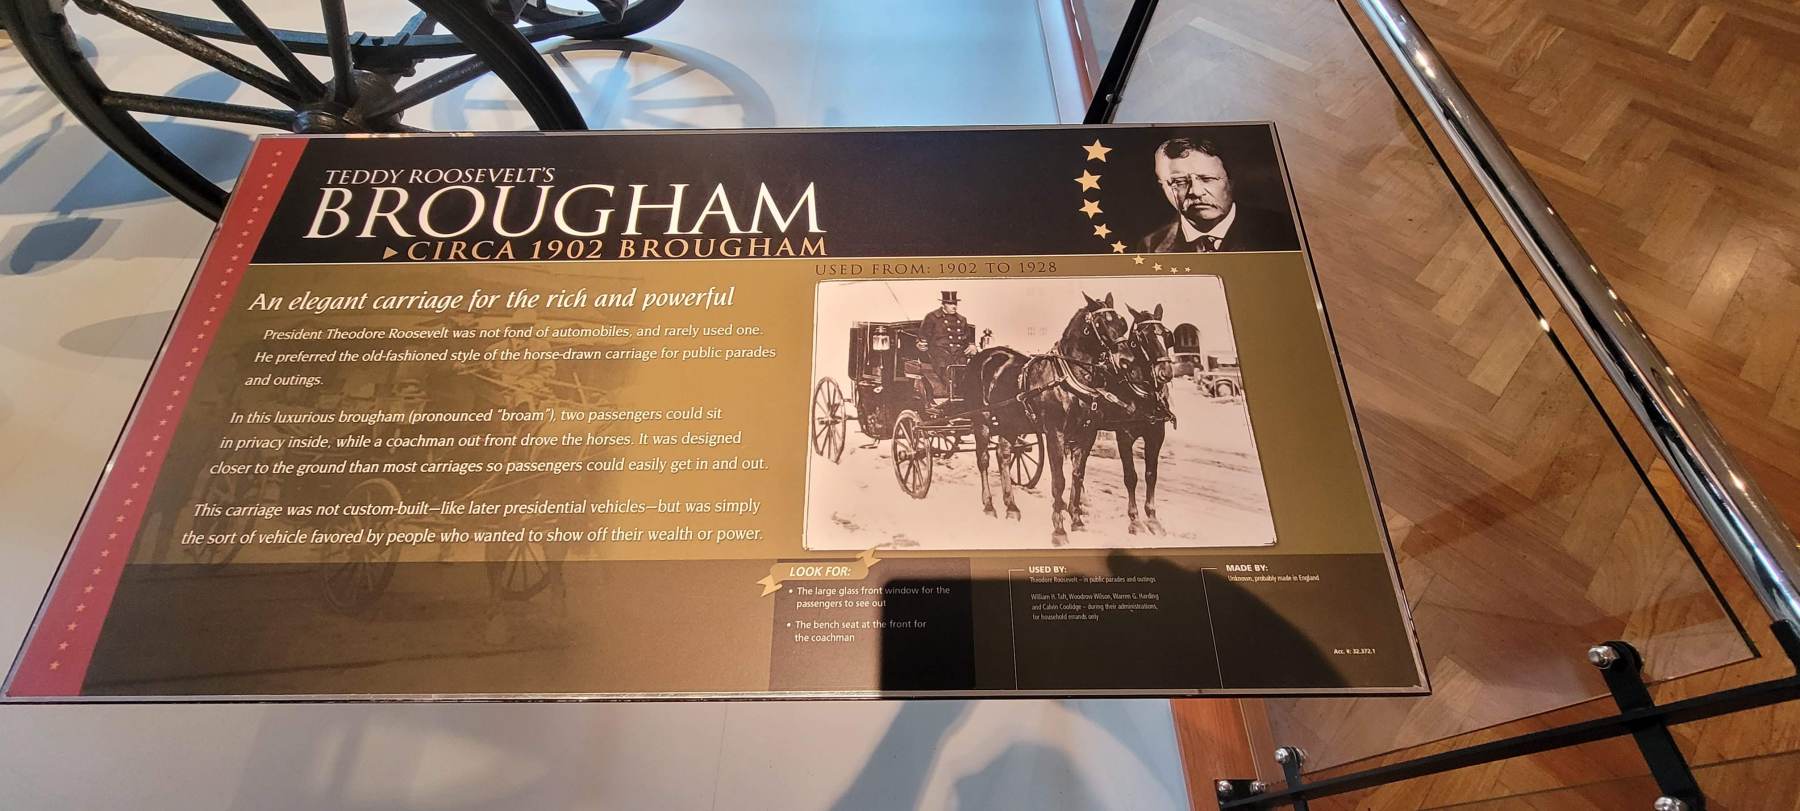 TEDDY ROOSEVELT'S
BROUGHAM
CIRCA 1902 BROUGHAM
USED FROM: 1902 TO 1928
An elegant carriage for the rich and powerful
President Theodore Roosevelt was not fond of automobiles, and rarely used one.
He preferred the old-fashioned style of the horse-drawn carriage for public parades
and outings.
In this luxurious brougham (pronounced "broam"), two passengers could sit
in privacy inside, while a coachman out front drove the horses. It was designed
closer to the ground than most carriages so passengers could easily get in and out.
This carriage was not custom-built—like later presidential vehicles—but was simply
the sort of vehicle favored by people who wanted to show off their wealth or power.
LOOK FOR:
• The large glass front window for the
passengers to see out
• The bench seat at the front for
the coachman
USED BY:
Theodore Roosevelt – in public parades and outings
William H. Taft, Woodrow Wilson, Warren G. Harding
and Calvin Coolidge – during their administrations,
for household errands only
MADE BY:
Unknown, probably made in England
Acc. #: 32.372.1